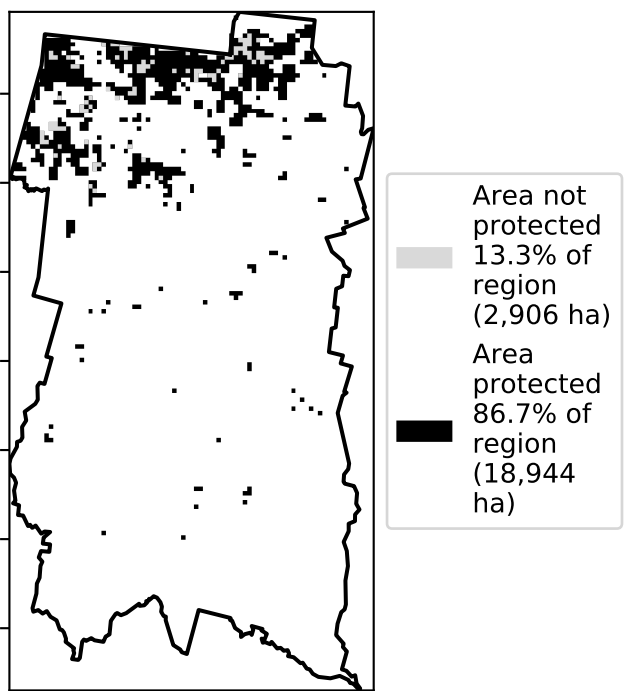 Area not
protected
13.3% of
region
(2,906 ha)
Area
protected
86.7% of
region
(18,944
ha)